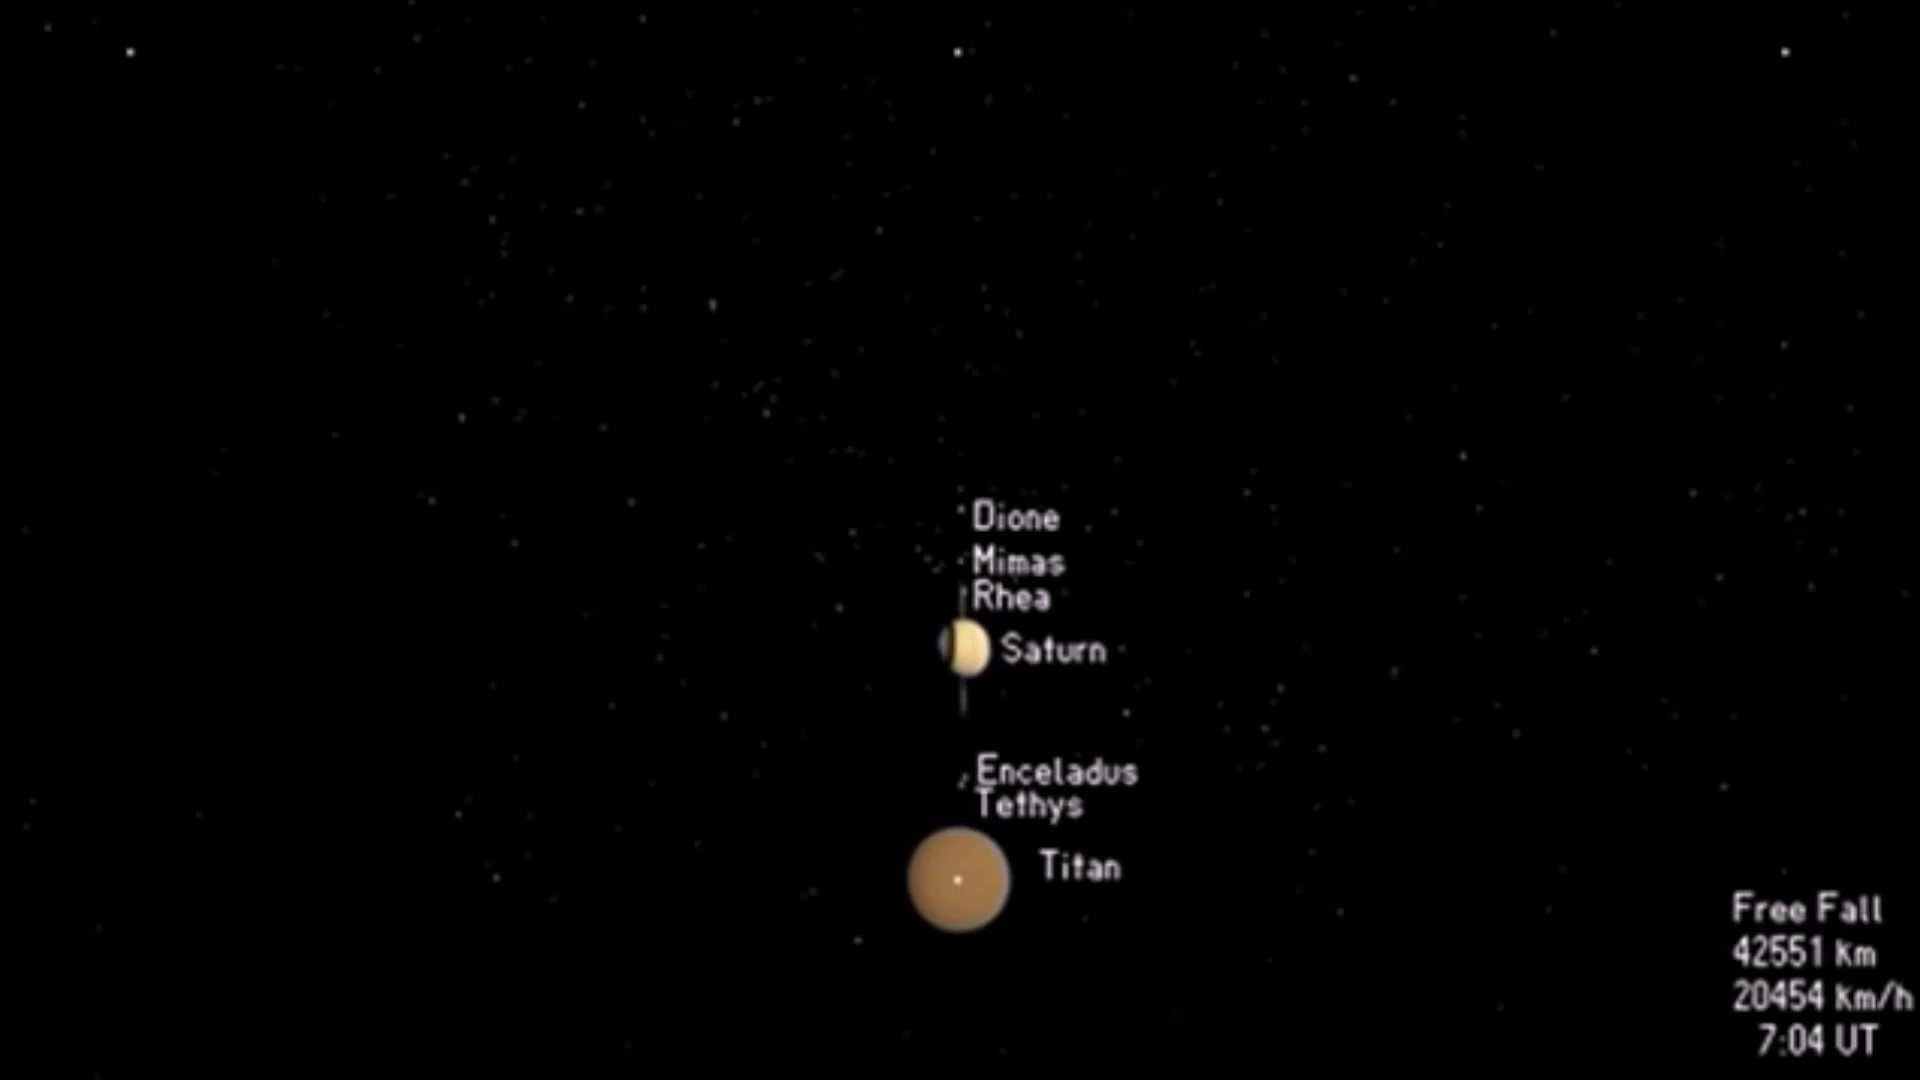 Dione
Mimas
Rhea
Saturn
Enceladus
Tethys
Titan
Free Fall
42551 km
20454 km/h
7:04 UT